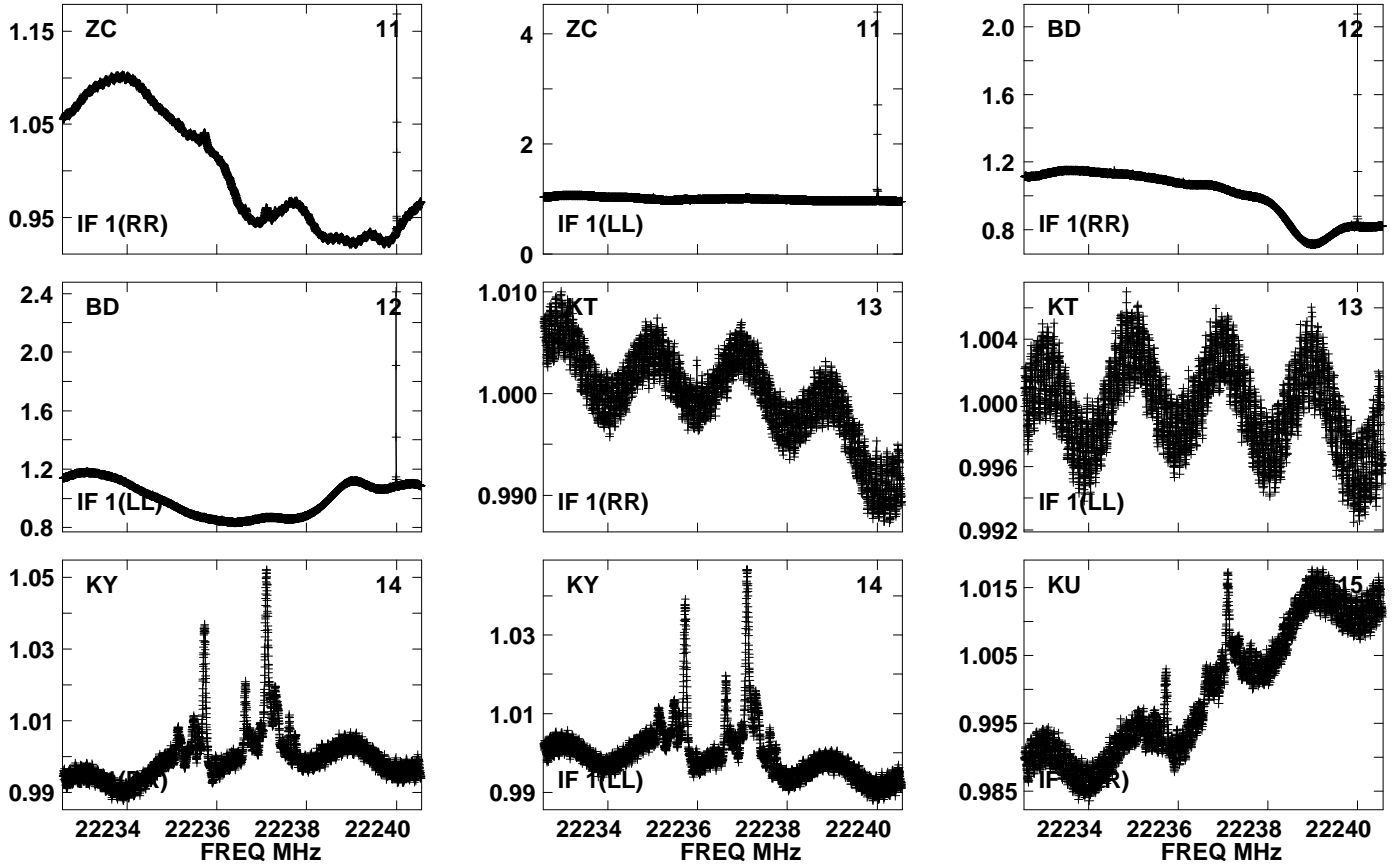 1.15
1.05
0.95
ZC
11
IF 1(RR)
4
2
0
ZC
11
IF 1(LL)
2.0
1.6
1.2
0.8
BD
12
IF 1(RR)
2.4
2.0
1.6
1.2
0.8
BD
12
IF 1(LL)
1.010
1.000
0.990
KT
13
IF 1(RR)
1.004
1.000
0.996
0.992
KT
13
IF 1(LL)
1.05
1.03
1.01
0.99
KY
14
22234 22236 22238 22240
FREQ MHz
1.03
1.01
0.99
KY
14
IF 1(LL)
22234 22236 22238 22240
FREQ MHz
1.015
1.005
0.995
0.985
KU
15
22234 22236 22238 22240
FREQ MHz